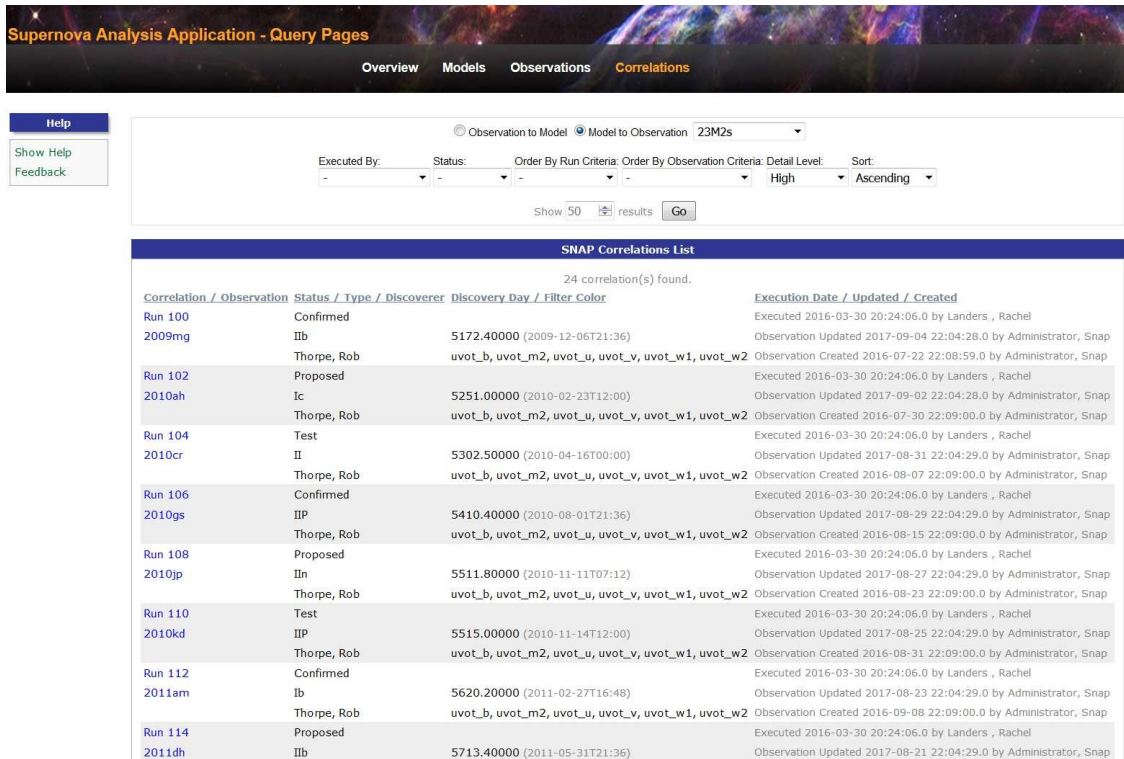 Supernova Analysis Application - Query Pages
Overview Models Observations Correlations
Help
Show Help
Feedback
Observation to Model Model to Observation 23M2s
Executed By: Status: Order By Run Criteria: Order By Observation Criteria: Detail Level: Sort:
- - - - High Ascending
Show 50 results Go
SNAP Correlations List
24 correlation(s) found.
Correlation / Observation Status / Type / Discoverer Discovery Day / Filter Color Execution Date / Updated / Created
Run 100 Confirmed Executed 2016-03-30 20:24:06.0 by Landers , Rachel
2009mg IIb 5172.40000 (2009-12-06T21:36) Observation Updated 2017-09-04 22:04:28.0 by Administrator, Snap
Thorpe, Rob uvot_b, uvot_m2, uvot_u, uvot_v, uvot_w1, uvot_w2 Observation Created 2016-07-22 22:08:59.0 by Administrator, Snap
Run 102 Proposed Executed 2016-03-30 20:24:06.0 by Landers , Rachel
2010ah Ic 5251.00000 (2010-02-23T12:00) Observation Updated 2017-09-02 22:04:28.0 by Administrator, Snap
Thorpe, Rob uvot_b, uvot_m2, uvot_u, uvot_v, uvot_w1, uvot_w2 Observation Created 2016-07-30 22:09:00.0 by Administrator, Snap
Run 104 Test Executed 2016-03-30 20:24:06.0 by Landers , Rachel
2010cr II 5302.50000 (2010-04-16T00:00) Observation Updated 2017-08-31 22:04:29.0 by Administrator, Snap
Thorpe, Rob uvot_b, uvot_m2, uvot_u, uvot_v, uvot_w1, uvot_w2 Observation Created 2016-08-07 22:09:00.0 by Administrator, Snap
Run 106 Confirmed Executed 2016-03-30 20:24:06.0 by Landers , Rachel
2010gs IIP 5410.40000 (2010-08-01T21:36) Observation Updated 2017-08-29 22:04:29.0 by Administrator, Snap
Thorpe, Rob uvot_b, uvot_m2, uvot_u, uvot_v, uvot_w1, uvot_w2 Observation Created 2016-08-15 22:09:00.0 by Administrator, Snap
Run 108 Proposed Executed 2016-03-30 20:24:06.0 by Landers , Rachel
2010jp IIn 5511.80000 (2010-11-11T07:12) Observation Updated 2017-08-27 22:04:29.0 by Administrator, Snap
Thorpe, Rob uvot_b, uvot_m2, uvot_u, uvot_v, uvot_w1, uvot_w2 Observation Created 2016-08-23 22:09:00.0 by Administrator, Snap
Run 110 Test Executed 2016-03-30 20:24:06.0 by Landers , Rachel
2010kd IIP 5515.00000 (2010-11-14T12:00) Observation Updated 2017-08-25 22:04:29.0 by Administrator, Snap
Thorpe, Rob uvot_b, uvot_m2, uvot_u, uvot_v, uvot_w1, uvot_w2 Observation Created 2016-08-31 22:09:00.0 by Administrator, Snap
Run 112 Confirmed Executed 2016-03-30 20:24:06.0 by Landers , Rachel
2011am Ib 5620.20000 (2011-02-27T16:48) Observation Updated 2017-08-23 22:04:29.0 by Administrator, Snap
Thorpe, Rob uvot_b, uvot_m2, uvot_u, uvot_v, uvot_w1, uvot_w2 Observation Created 2016-09-08 22:09:00.0 by Administrator, Snap
Run 114 Proposed Executed 2016-03-30 20:24:06.0 by Landers , Rachel
2011dh IIb 5713.40000 (2011-05-31T21:36) Observation Updated 2017-08-21 22:04:29.0 by Administrator, Snap